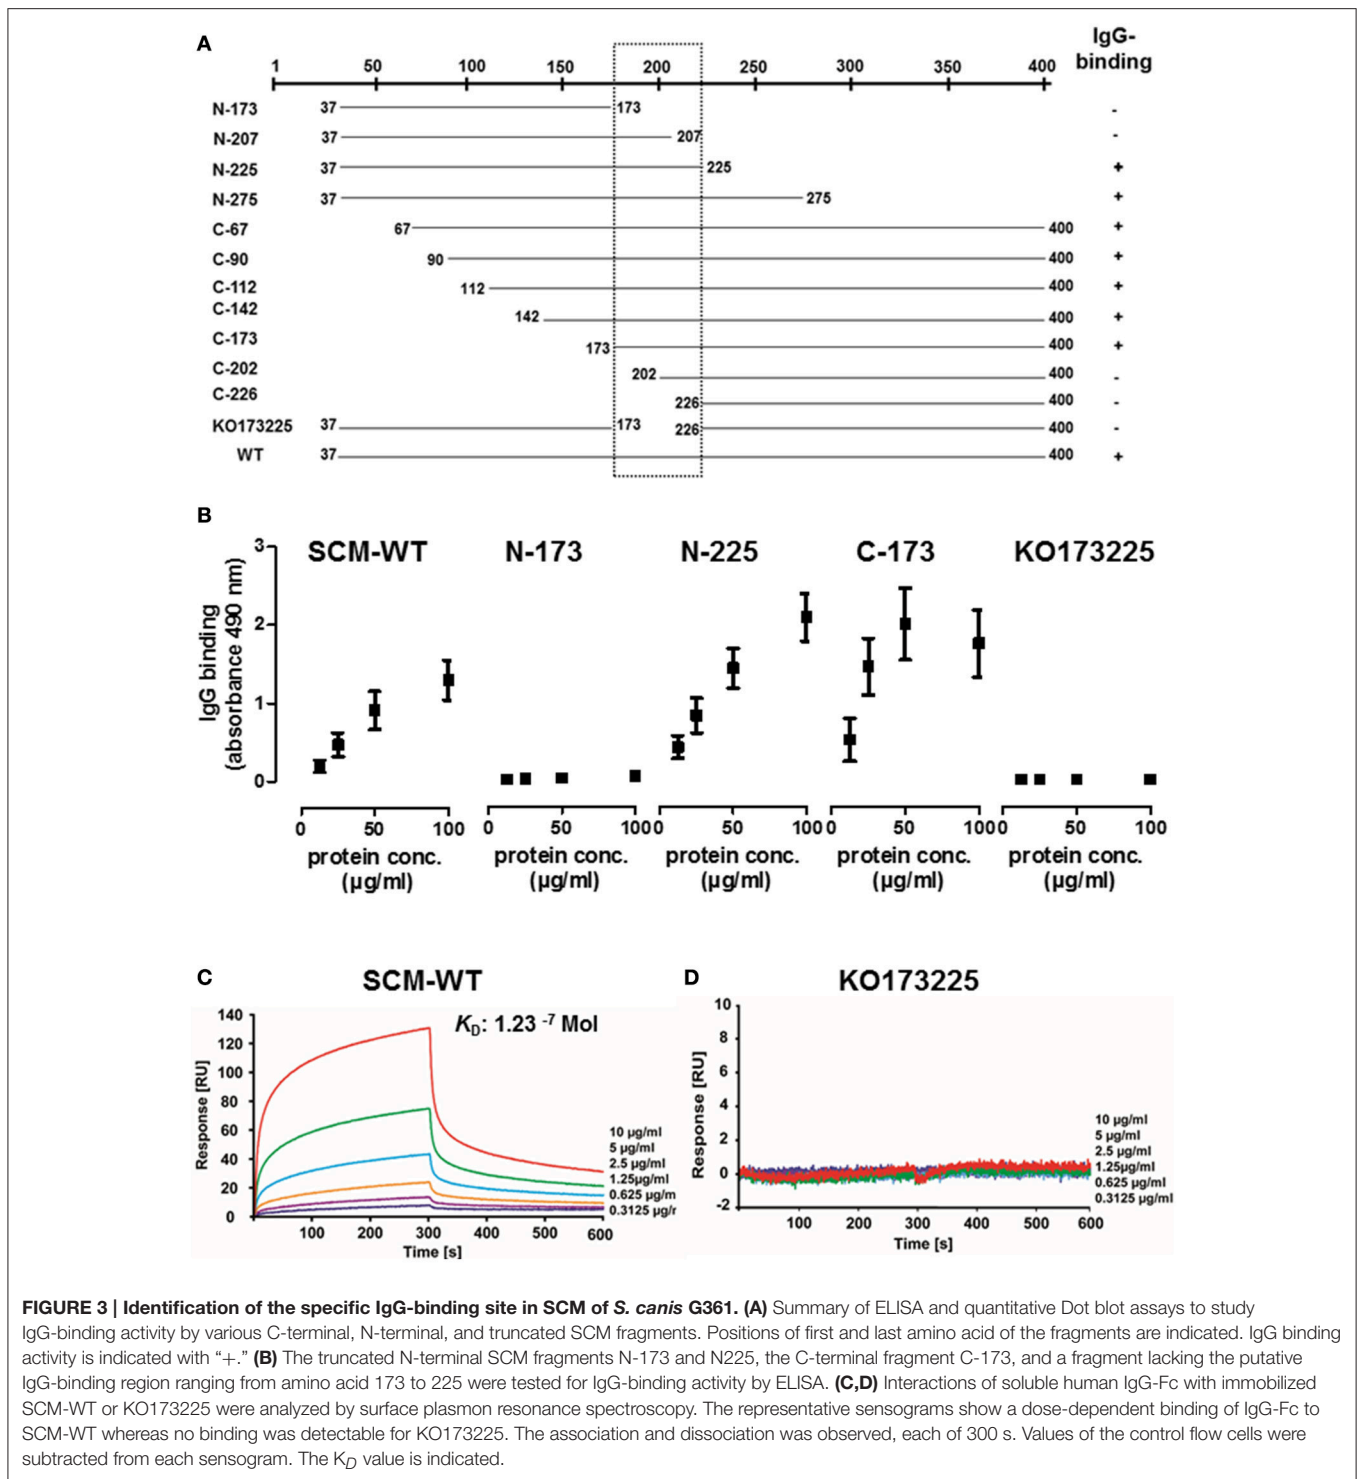 A
IgG-
binding
1 50 100 150 200 250 300 350 400
N-173 37 173 -
N-207 37 207 -
N-225 37 225 +
N-275 37 275 +
C-67 67 400 +
C-90 90 400 +
C-112 112 400 +
C-142 142 400 +
C-173 173 400 +
C-202 202 400 -
C-226 226 400 -
KO173225 37 173 226 400 -
WT 37 400 +
B
SCM-WT N-173 N-225 C-173 KO173225
IgG binding
(absorbance 490 nm)
3
2
1
0
0 50 100 0 50 100 0 50 100 0 50 100 0 50 100
protein conc. protein conc. protein conc. protein conc. protein conc.
(µg/ml) (µg/ml) (µg/ml) (µg/ml) (µg/ml)
C SCM-WT
KD: 1.23 -7 Mol
Response [RU]
140
120
100
80
60
40
20
0
100 200 300 400 500 600
Time [s]
10 µg/ml
5 µg/ml
2.5 µg/ml
1.25µg/ml
0.625 µg/m
0.3125 µg/r
D KO173225
Response [RU]
10
8
6
4
2
0
-2
100 200 300 400 500 600
Time [s]
10 µg/ml
5 µg/ml
2.5 µg/ml
1.25µg/ml
0.625 µg/ml
0.3125 µg/ml
FIGURE 3 | Identification of the specific IgG-binding site in SCM of S. canis G361. (A) Summary of ELISA and quantitative Dot blot assays to study
IgG-binding activity by various C-terminal, N-terminal, and truncated SCM fragments. Positions of first and last amino acid of the fragments are indicated. IgG binding
activity is indicated with “+.” (B) The truncated N-terminal SCM fragments N-173 and N225, the C-terminal fragment C-173, and a fragment lacking the putative
IgG-binding region ranging from amino acid 173 to 225 were tested for IgG-binding activity by ELISA. (C,D) Interactions of soluble human IgG-Fc with immobilized
SCM-WT or KO173225 were analyzed by surface plasmon resonance spectroscopy. The representative sensograms show a dose-dependent binding of IgG-Fc to
SCM-WT whereas no binding was detectable for KO173225. The association and dissociation was observed, each of 300 s. Values of the control flow cells were
subtracted from each sensogram. The KD value is indicated.